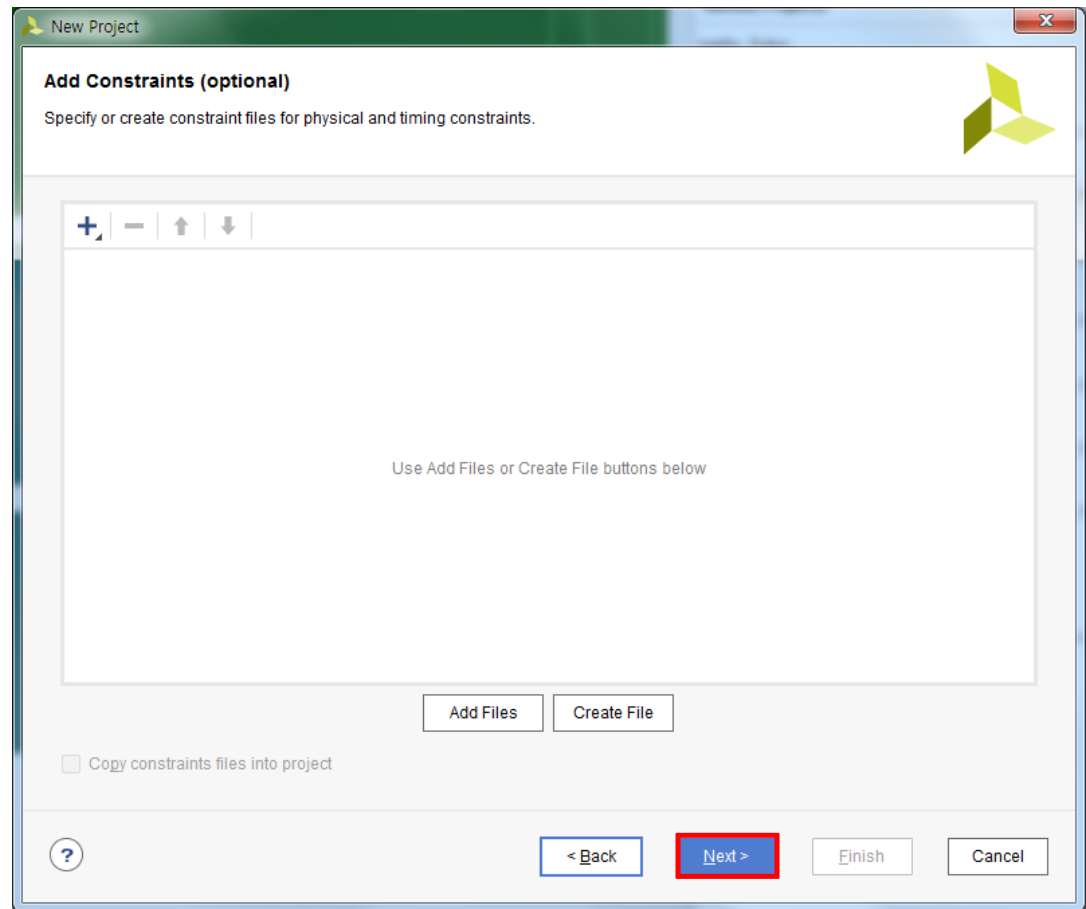 New Project
Add Constraints (optional)
Specify or create constraint files for physical and timing constraints.
Use Add Files or Create File buttons below
Add Files
Create File
Copy constraints files into project
?
< Back
Next >
Finish
Cancel